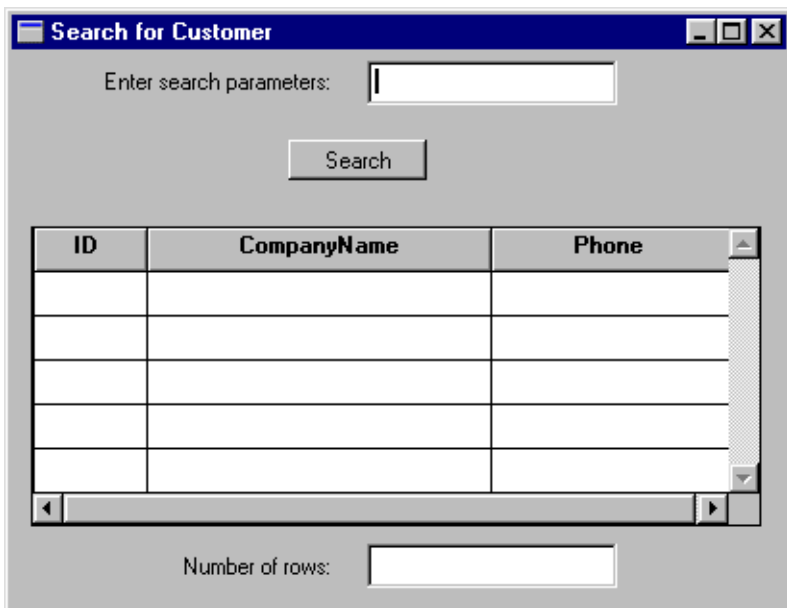 Search for Customer
Enter search parameters:
Search
ID CompanyName Phone
Number of rows: